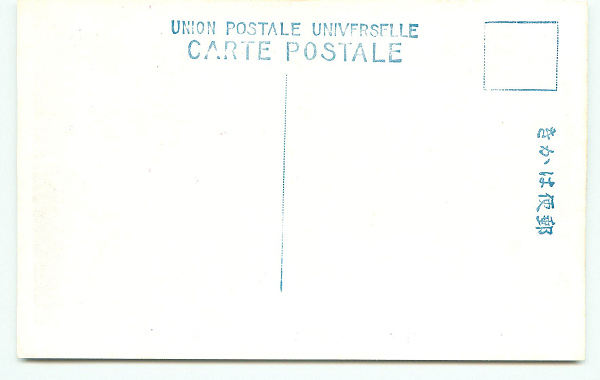 UNION POSTALE UNIVERSELLE
CARTE POSTALE
きかは便郵